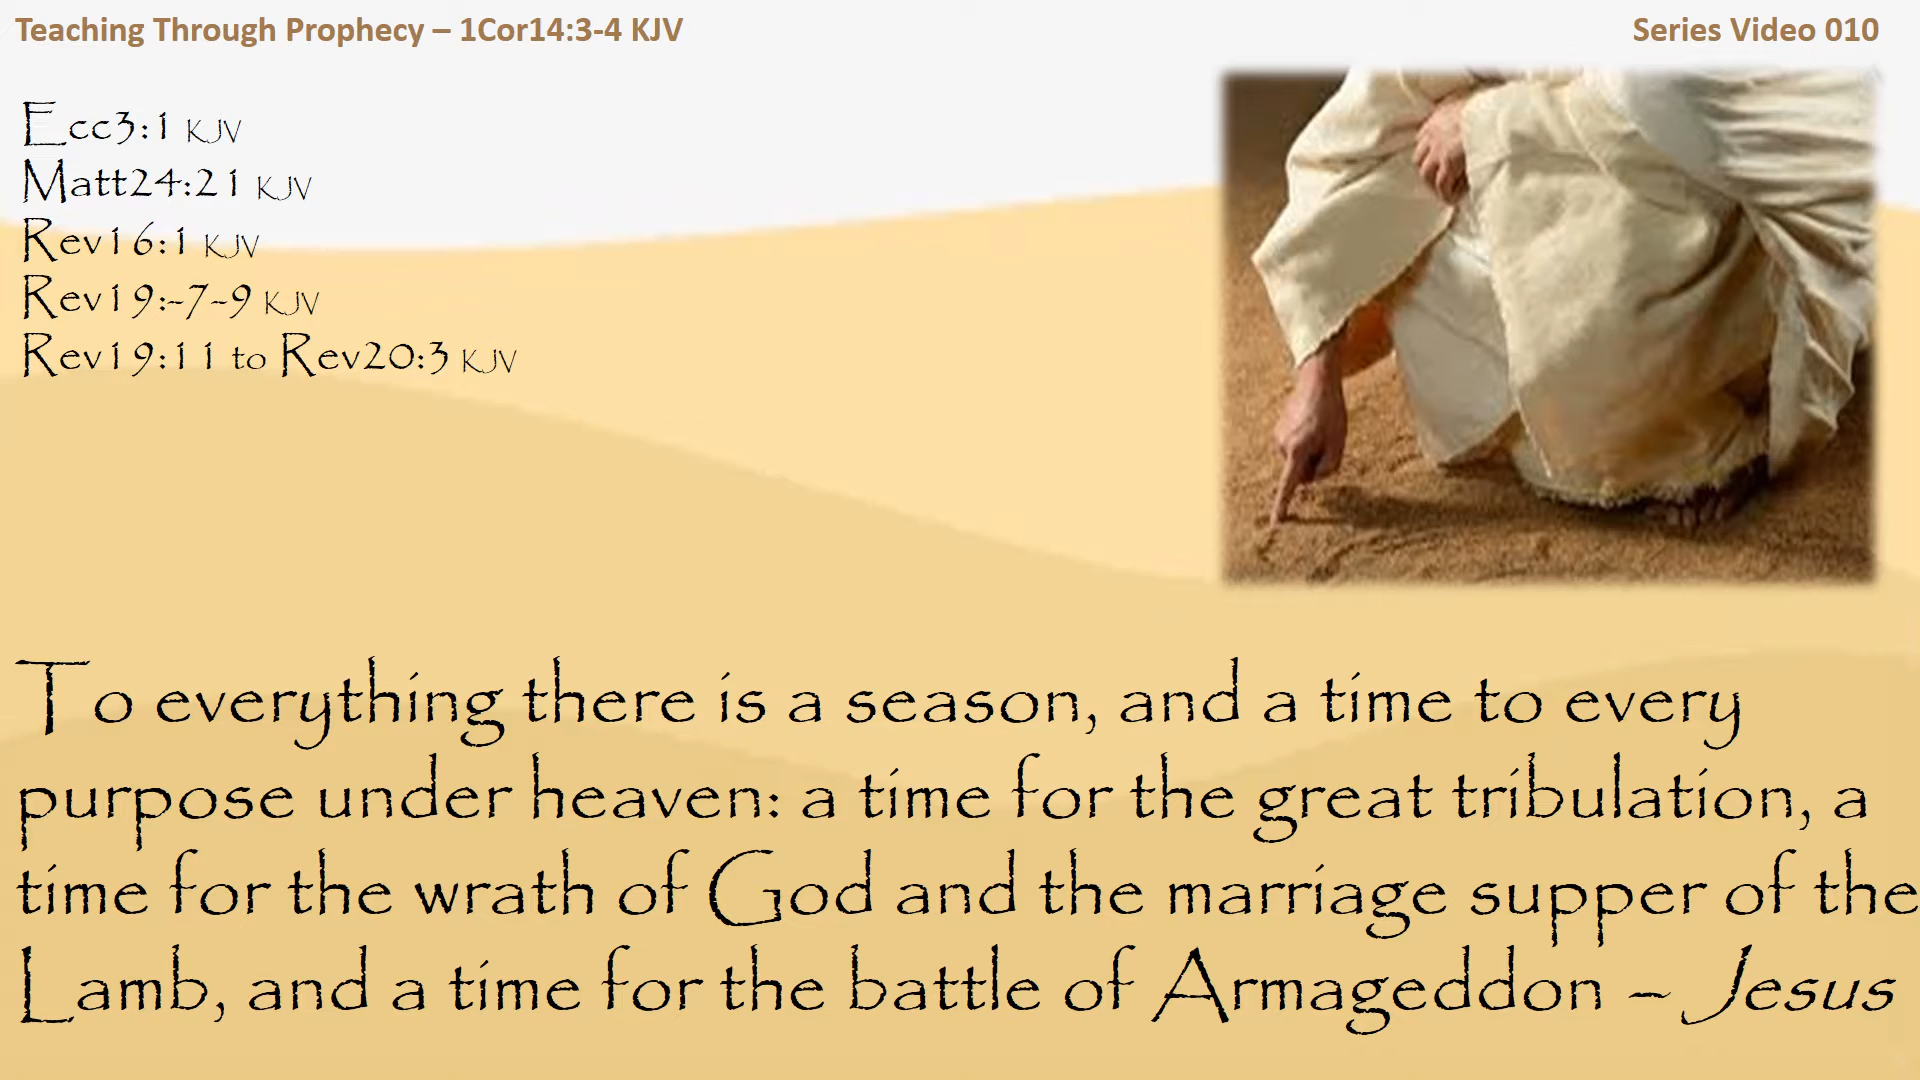 Teaching Through Prophecy – 1Cor14:3-4 KJV
Series Video 010
Ecc3:1 KJV
Matt24:21 KJV
Rev16:1 KJV
Rev19:-7-9 KJV
Rev19:11 to Rev20:3 KJV
To everything there is a season, and a time to every
purpose under heaven: a time for the great tribulation, a
time for the wrath of God and the marriage supper of the
Lamb, and a time for the battle of Armageddon – Jesus